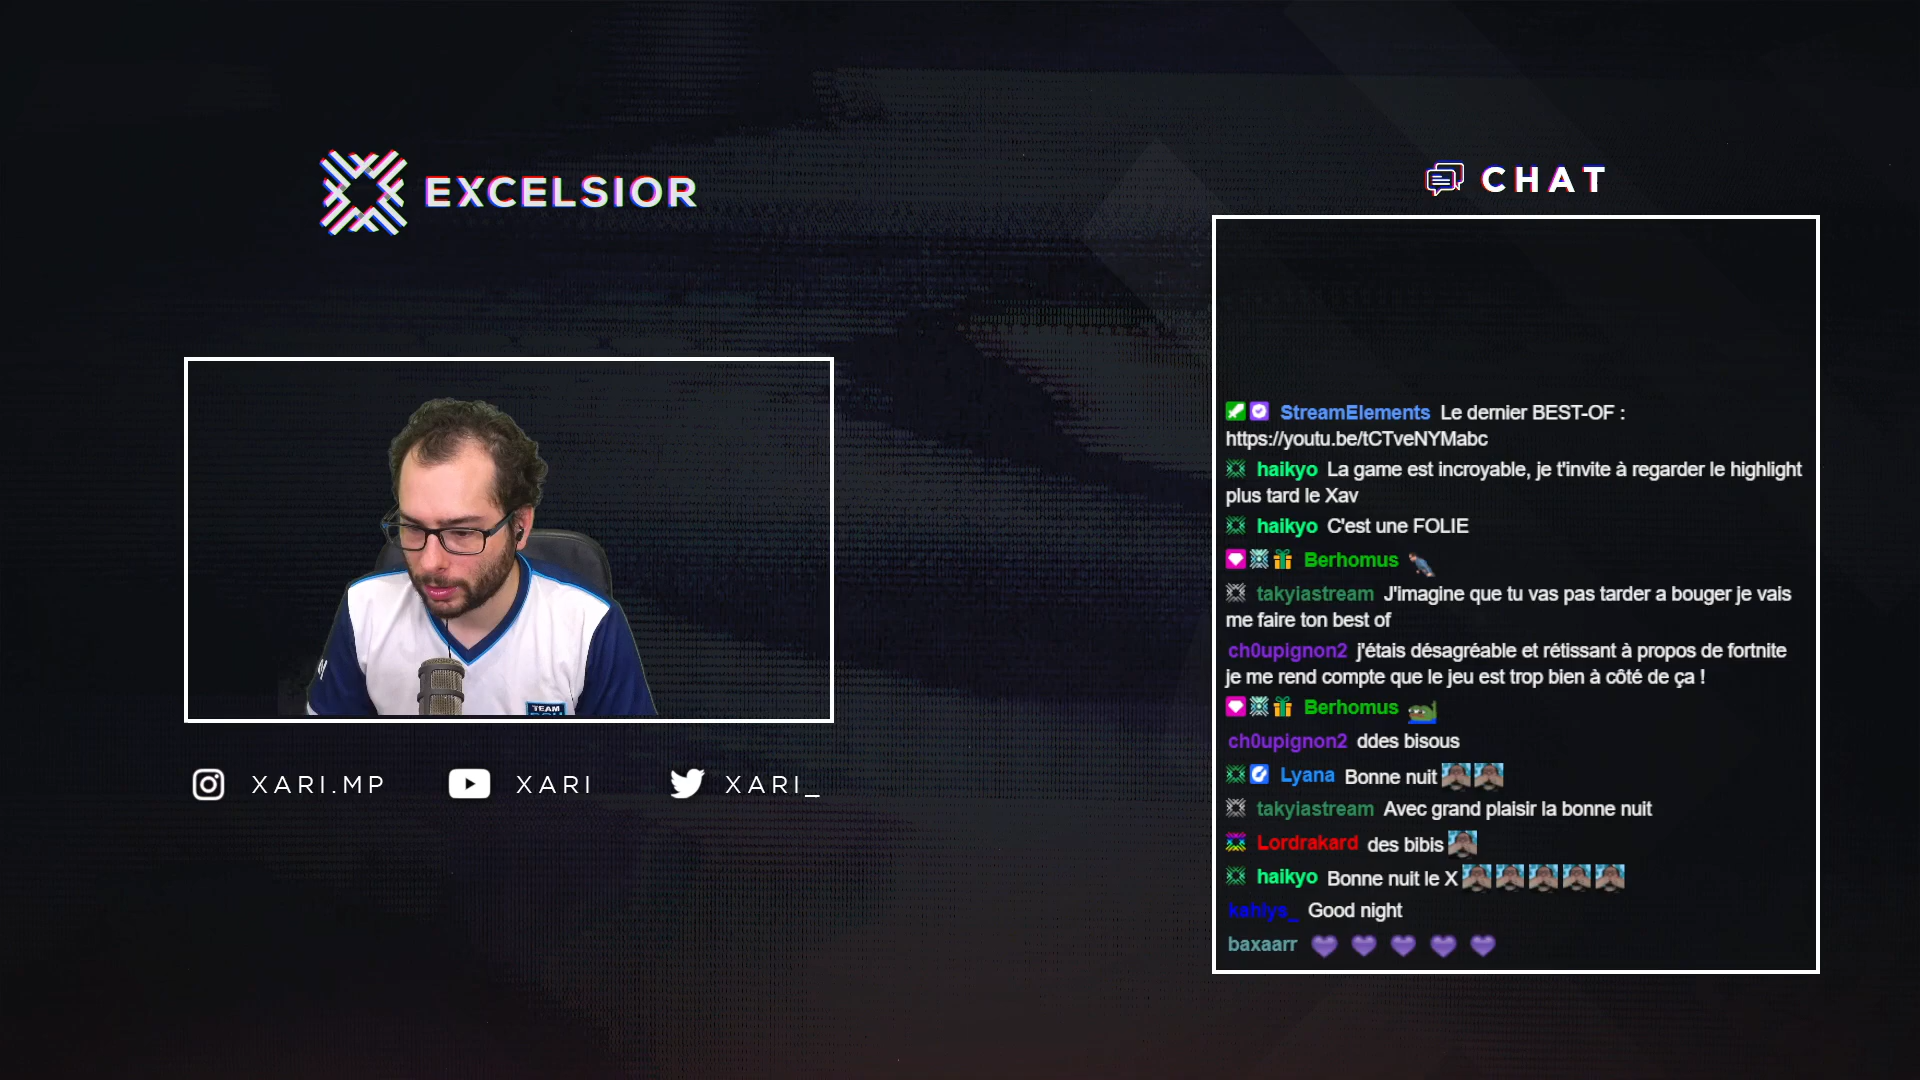 EXCELSIOR
CHAT
StreamElements Le dernier BEST-OF :
https://youtu.be/tCTveNYMabc
haikyo La game est incroyable, je t'invite à regarder le highlight
plus tard le Xav
haikyo C'est une FOLIE
Berhomus
takyiastream J'imagine que tu vas pas tarder a bouger je vais
me faire ton best of
ch0upignon2 j'étais désagréable et rétissant à propos de fortnite
je me rend compte que le jeu est trop bien à côté de ça !
Berhomus
ch0upignon2 ddes bisous
Lyana Bonne nuit
takyiastream Avec grand plaisir la bonne nuit
Lordrakard des bibis
haikyo Bonne nuit le X
kahlys_ Good night
baxaarr
TEAM
XARI.MP XARI XARI_